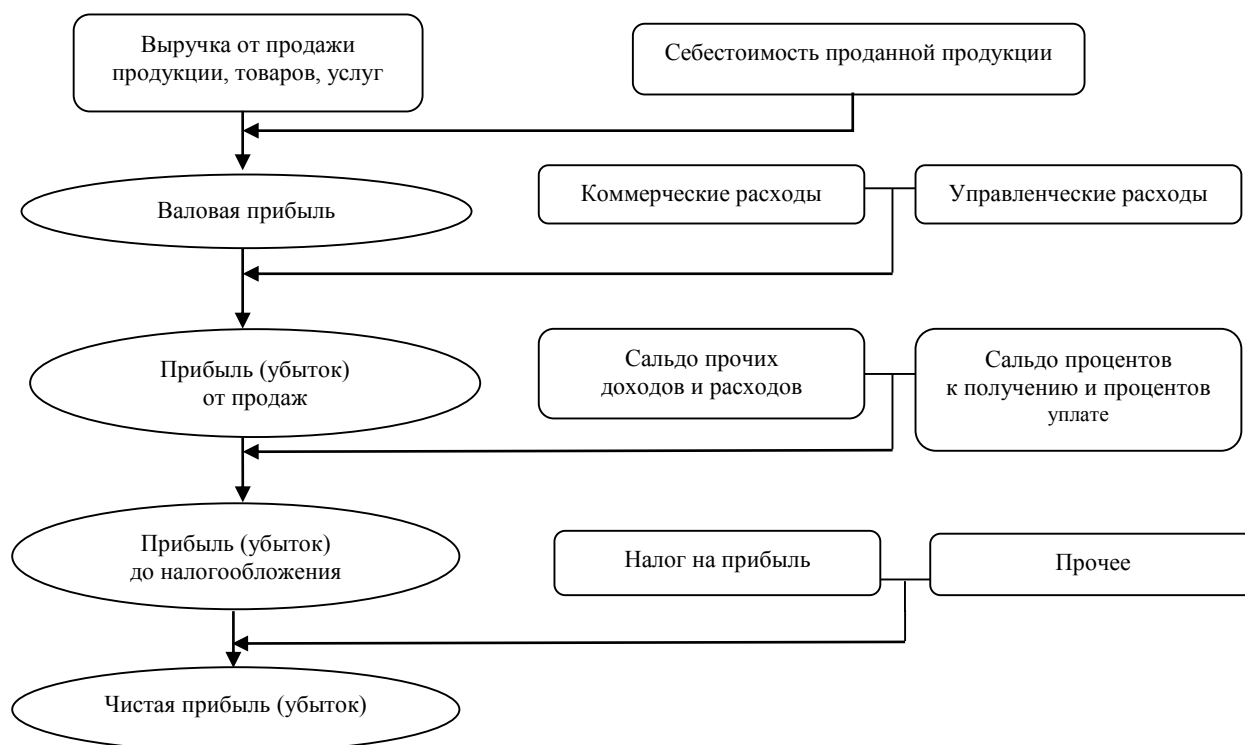 Выручка от продажи
продукции, товаров, услуг
Себестоимость проданной продукции
Валовая прибыль
Коммерческие расходы
Управленческие расходы
Прибыль (убыток)
от продаж
Сальдо прочих
доходов и расходов
Сальдо процентов
к получению и процентов
уплате
Прибыль (убыток)
до налогообложения
Налог на прибыль
Прочее
Чистая прибыль (убыток)